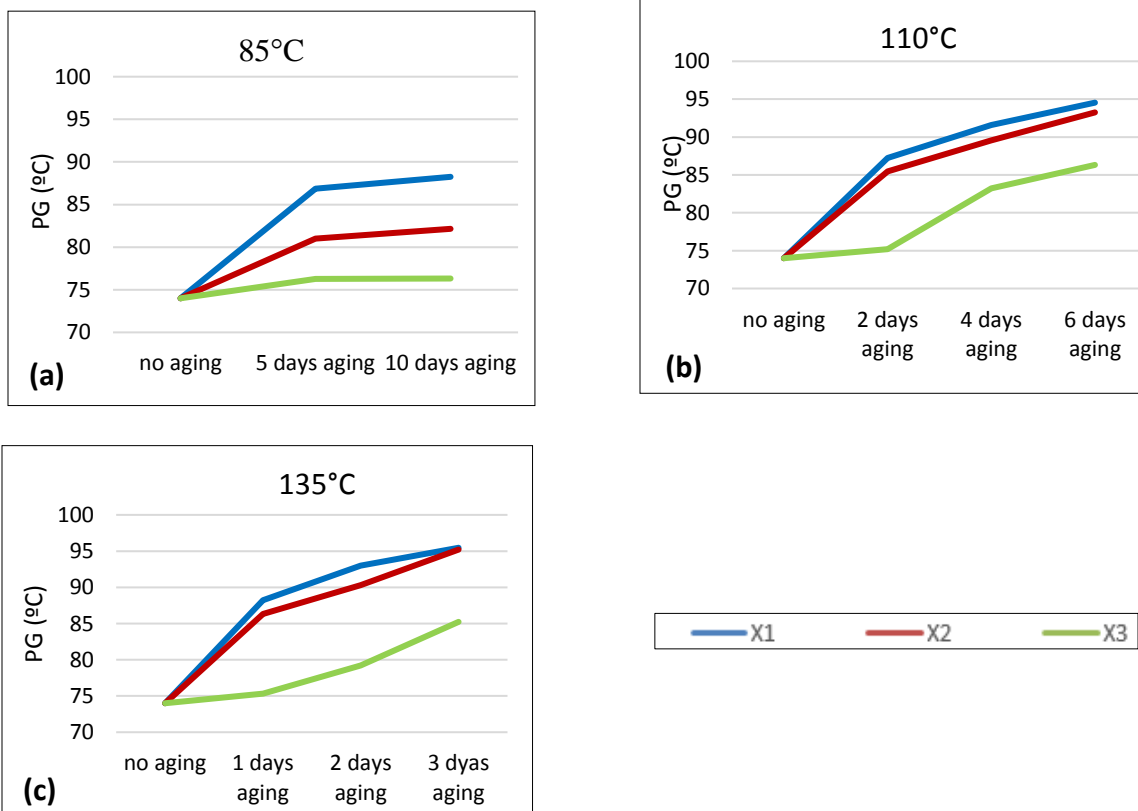 85°C
100
95
90
85
80
75
70
PG (ºC)
no aging 5 days aging 10 days aging
(a)
110°C
100
95
90
85
80
75
70
PG (ºC)
no aging 2 days aging 4 days aging 6 days aging
(b)
135°C
100
95
90
85
80
75
70
PG (ºC)
no aging 1 days aging 2 days aging 3 dyas aging
(c)
X1 X2 X3